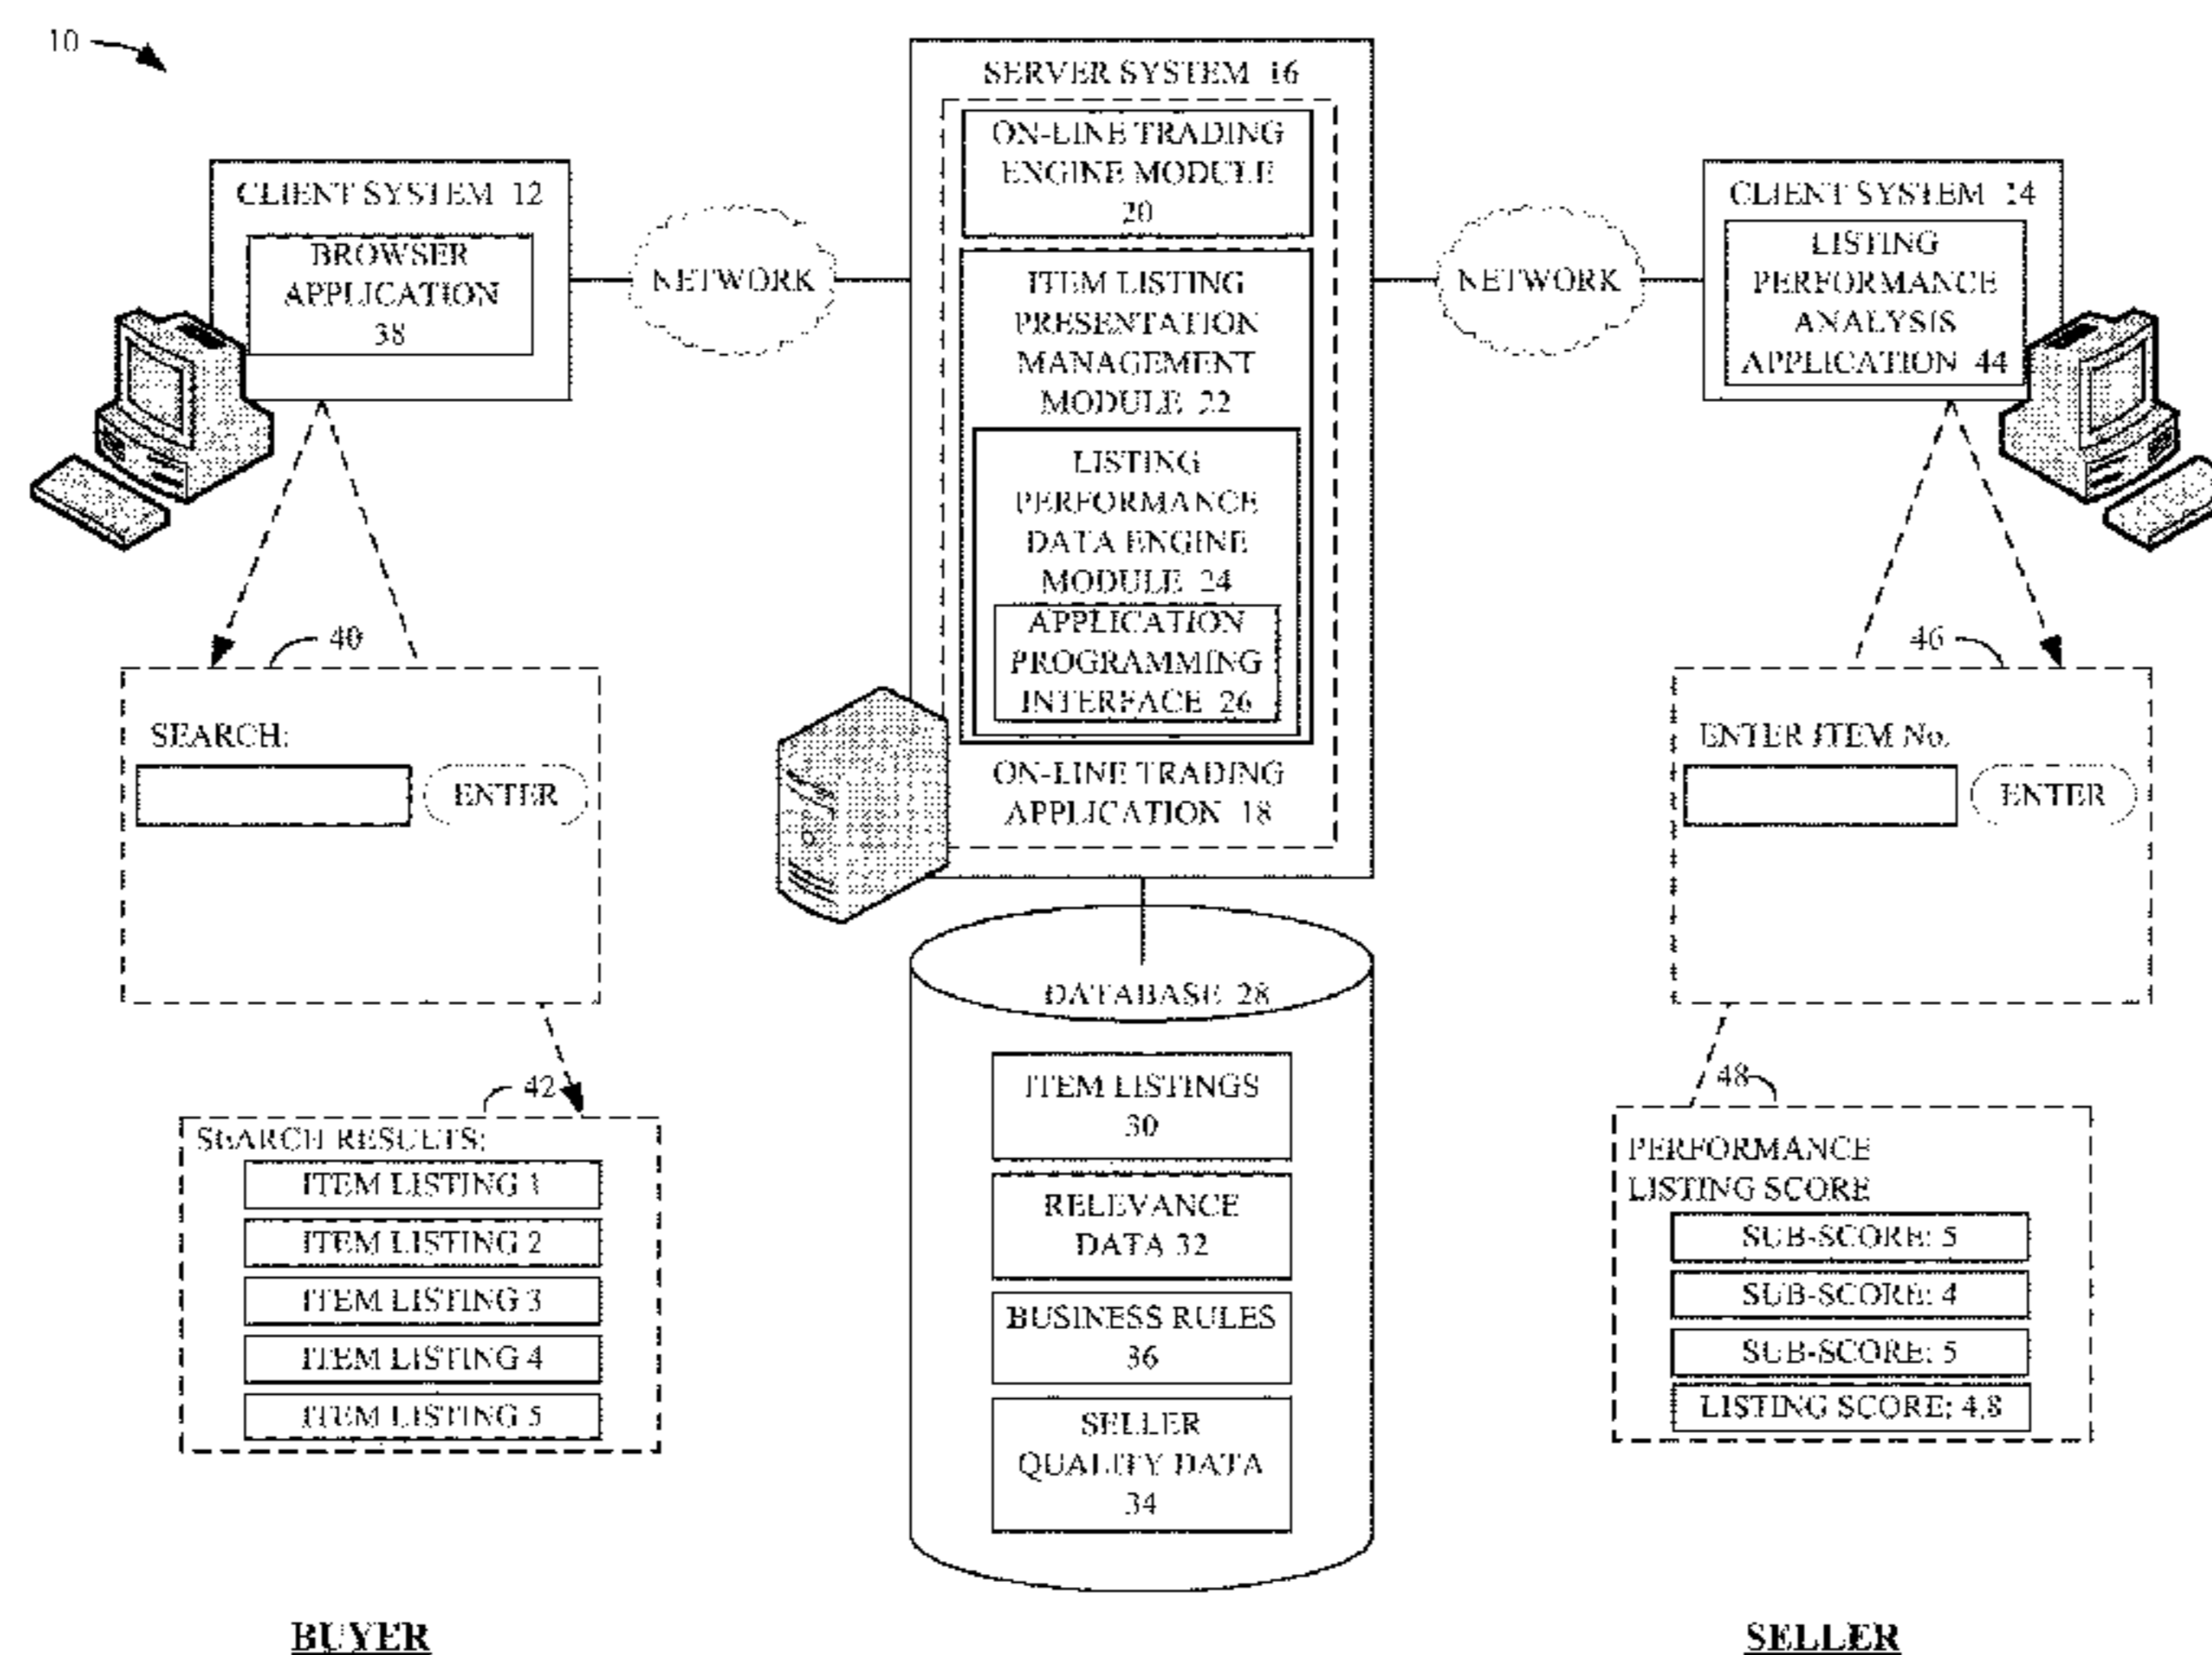 10
SERVER SYSTEM 16
ON-LINE TRADING
ENGINE MODULE
20
ITEM LISTING
PRESENTATION
MANAGEMENT
MODULE 22
LISTING
PERFORMANCE
DATA ENGINE
MODULE 24
APPLICATION
PROGRAMMING
INTERFACE 26
ON-LINE TRADING
APPLICATION 18
CLIENT SYSTEM 12
BROWSER
APPLICATION
38
NETWORK
NETWORK
CLIENT SYSTEM 14
LISTING
PERFORMANCE
ANALYSIS
APPLICATION 44
40
SEARCH:
ENTER
42
SEARCH RESULTS:
ITEM LISTING 1
ITEM LISTING 2
ITEM LISTING 3
ITEM LISTING 4
ITEM LISTING 5
DATABASE 28
ITEM LISTINGS
30
RELEVANCE
DATA 32
BUSINESS RULES
36
SELLER
QUALITY DATA
34
46
ENTER ITEM No.
ENTER
48
PERFORMANCE
LISTING SCORE
SUB-SCORE: 5
SUB-SCORE: 4
SUB-SCORE: 5
LISTING SCORE: 4.8
BUYER
SELLER